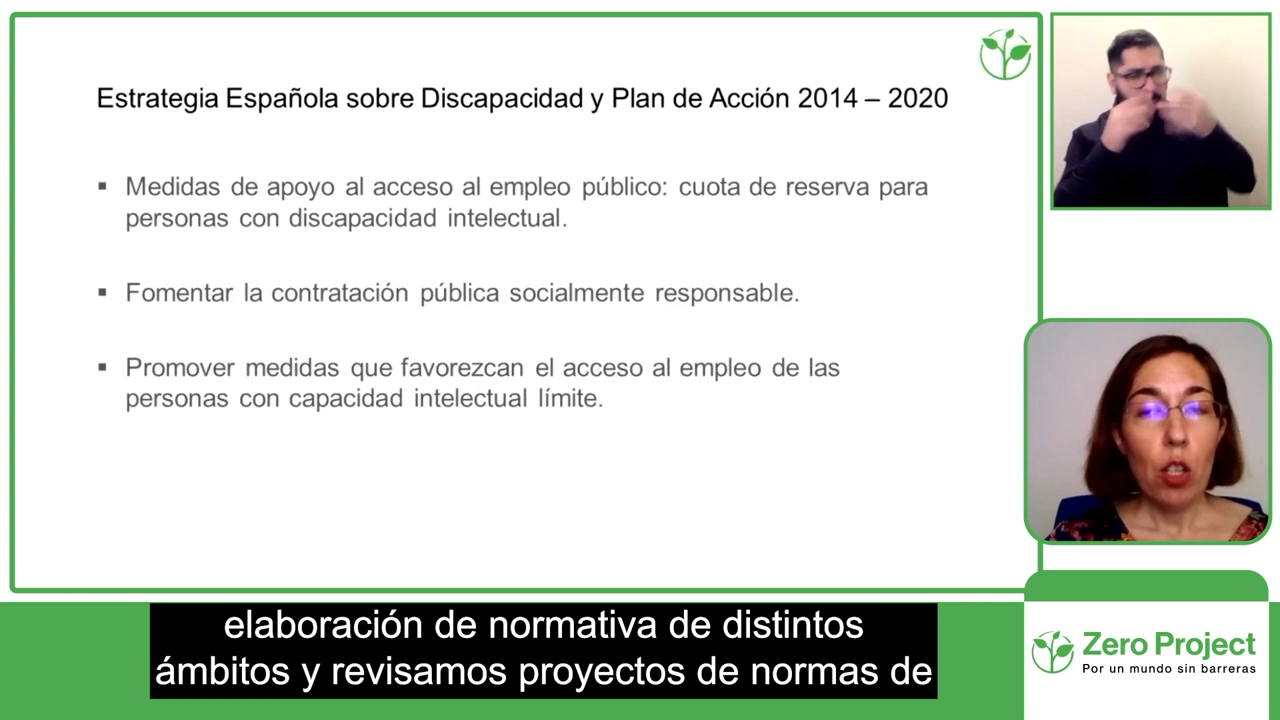 Estrategia Española sobre Discapacidad y Plan de Acción 2014 – 2020
▪ Medidas de apoyo al acceso al empleo público: cuota de reserva para
personas con discapacidad intelectual.
▪ Fomentar la contratación pública socialmente responsable.
▪ Promover medidas que favorezcan el acceso al empleo de las
personas con capacidad intelectual límite.
elaboración de normativa de distintos
ámbitos y revisamos proyectos de normas de
Zero Project
Por un mundo sin barreras